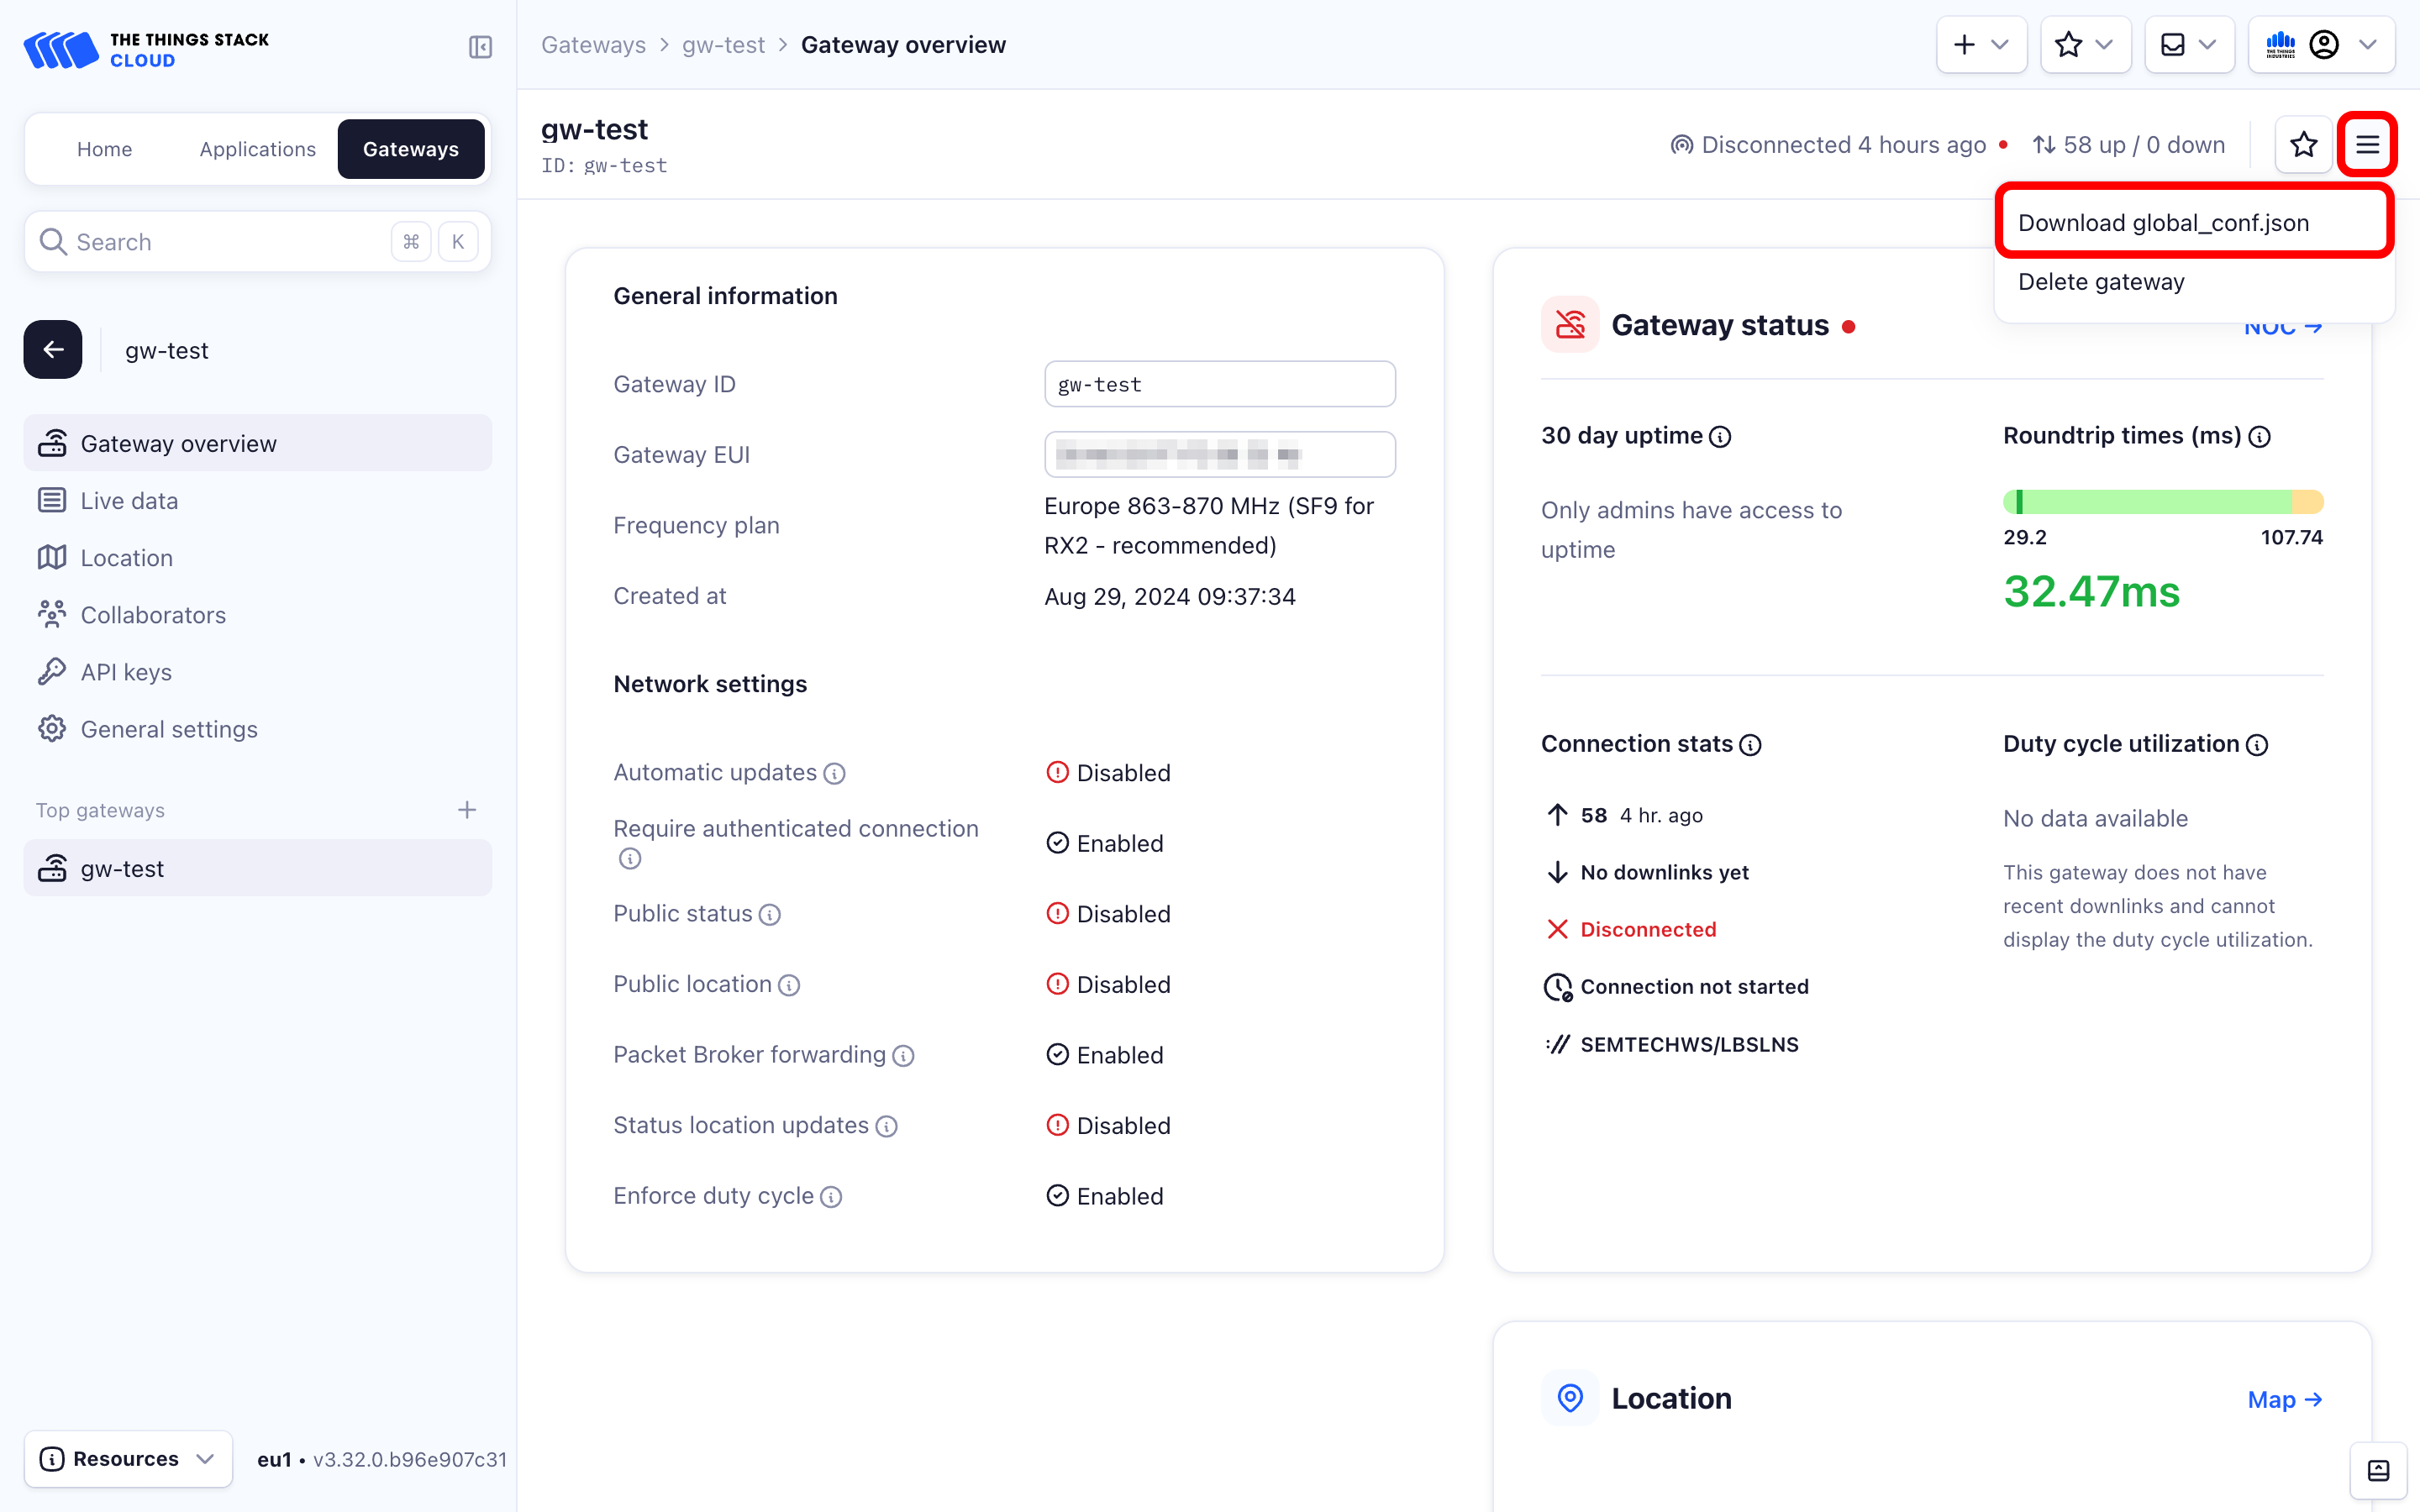 THE THINGS STACK
CLOUD
Home
Applications
Gateways
Search
⌘
K
gw-test
Gateway overview
Live data
Location
Collaborators
API keys
General settings
Top gateways
gw-test
Resources
eu1 • v3.32.0.b96e907c31
Gateways > gw-test > Gateway overview
THE THINGS
INDUSTRIES
gw-test
ID: gw-test
Disconnected 4 hours ago
58 up / 0 down
Download global_conf.json
Delete gateway
General information
Gateway ID
gw-test
Gateway EUI
Frequency plan
Europe 863-870 MHz (SF9 for
RX2 - recommended)
Created at
Aug 29, 2024 09:37:34
Network settings
Automatic updates
Disabled
Require authenticated connection
Enabled
Public status
Disabled
Public location
Disabled
Packet Broker forwarding
Enabled
Status location updates
Disabled
Enforce duty cycle
Enabled
Gateway status
NOC →
30 day uptime
Only admins have access to
uptime
Roundtrip times (ms)
29.2
107.74
32.47ms
Connection stats
58 4 hr. ago
No downlinks yet
Disconnected
Connection not started
:// SEMTECHWS/LBSLNS
Duty cycle utilization
No data available
This gateway does not have
recent downlinks and cannot
display the duty cycle utilization.
Location
Map →